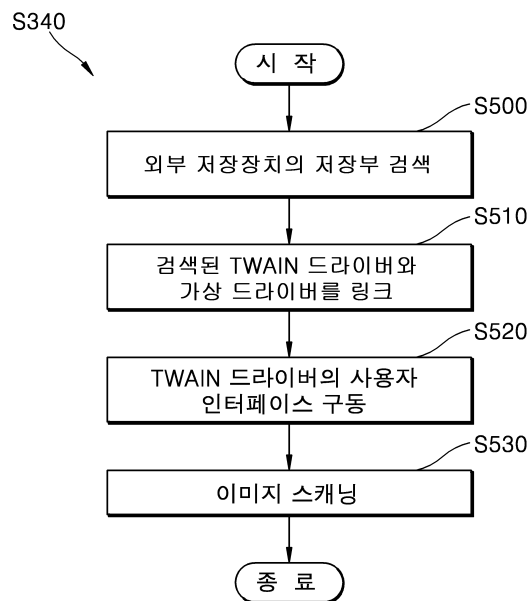 S340
시 작
S500
외부 저장장치의 저장부 검색
S510
검색된 TWAIN 드라이버와
가상 드라이버를 링크
S520
TWAIN 드라이버의 사용자
인터페이스 구동
S530
이미지 스캐닝
종 료